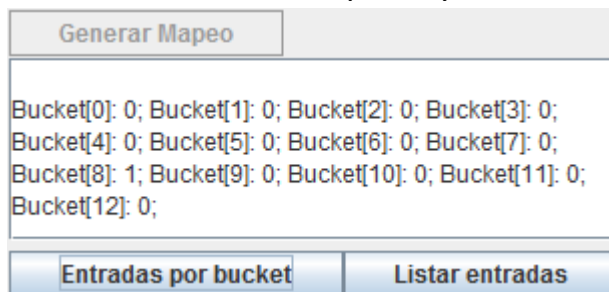 Generar Mapeo
Bucket[0]: 0; Bucket[1]: 0; Bucket[2]: 0; Bucket[3]: 0;
Bucket[4]: 0; Bucket[5]: 0; Bucket[6]: 0; Bucket[7]: 0;
Bucket[8]: 1; Bucket[9]: 0; Bucket[10]: 0; Bucket[11]: 0;
Bucket[12]: 0;
Entradas por bucket Listar entradas